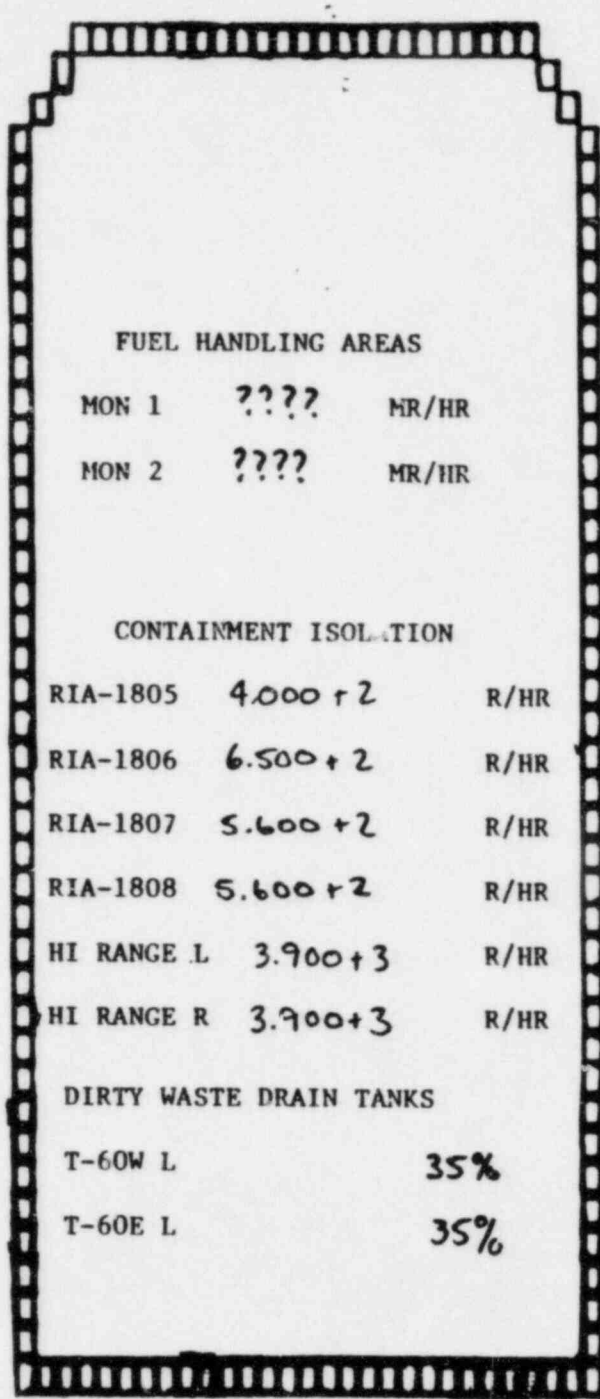 FUEL HANDLING AREAS
MON 1 ???? MR/HR
MON 2 ???? MR/HR
CONTAINMENT ISOL TION
RIA-1805 4.000+2 R/HR
RIA-1806 6.500+2 R/HR
RIA-1807 5.600+2 R/HR
RIA-1808 5.600+2 R/HR
HI RANGE L 3.900+3 R/HR
HI RANGE R 3.900+3 R/HR
DIRTY WASTE DRAIN TANKS
T-60W L 35%
T-60E L 35%